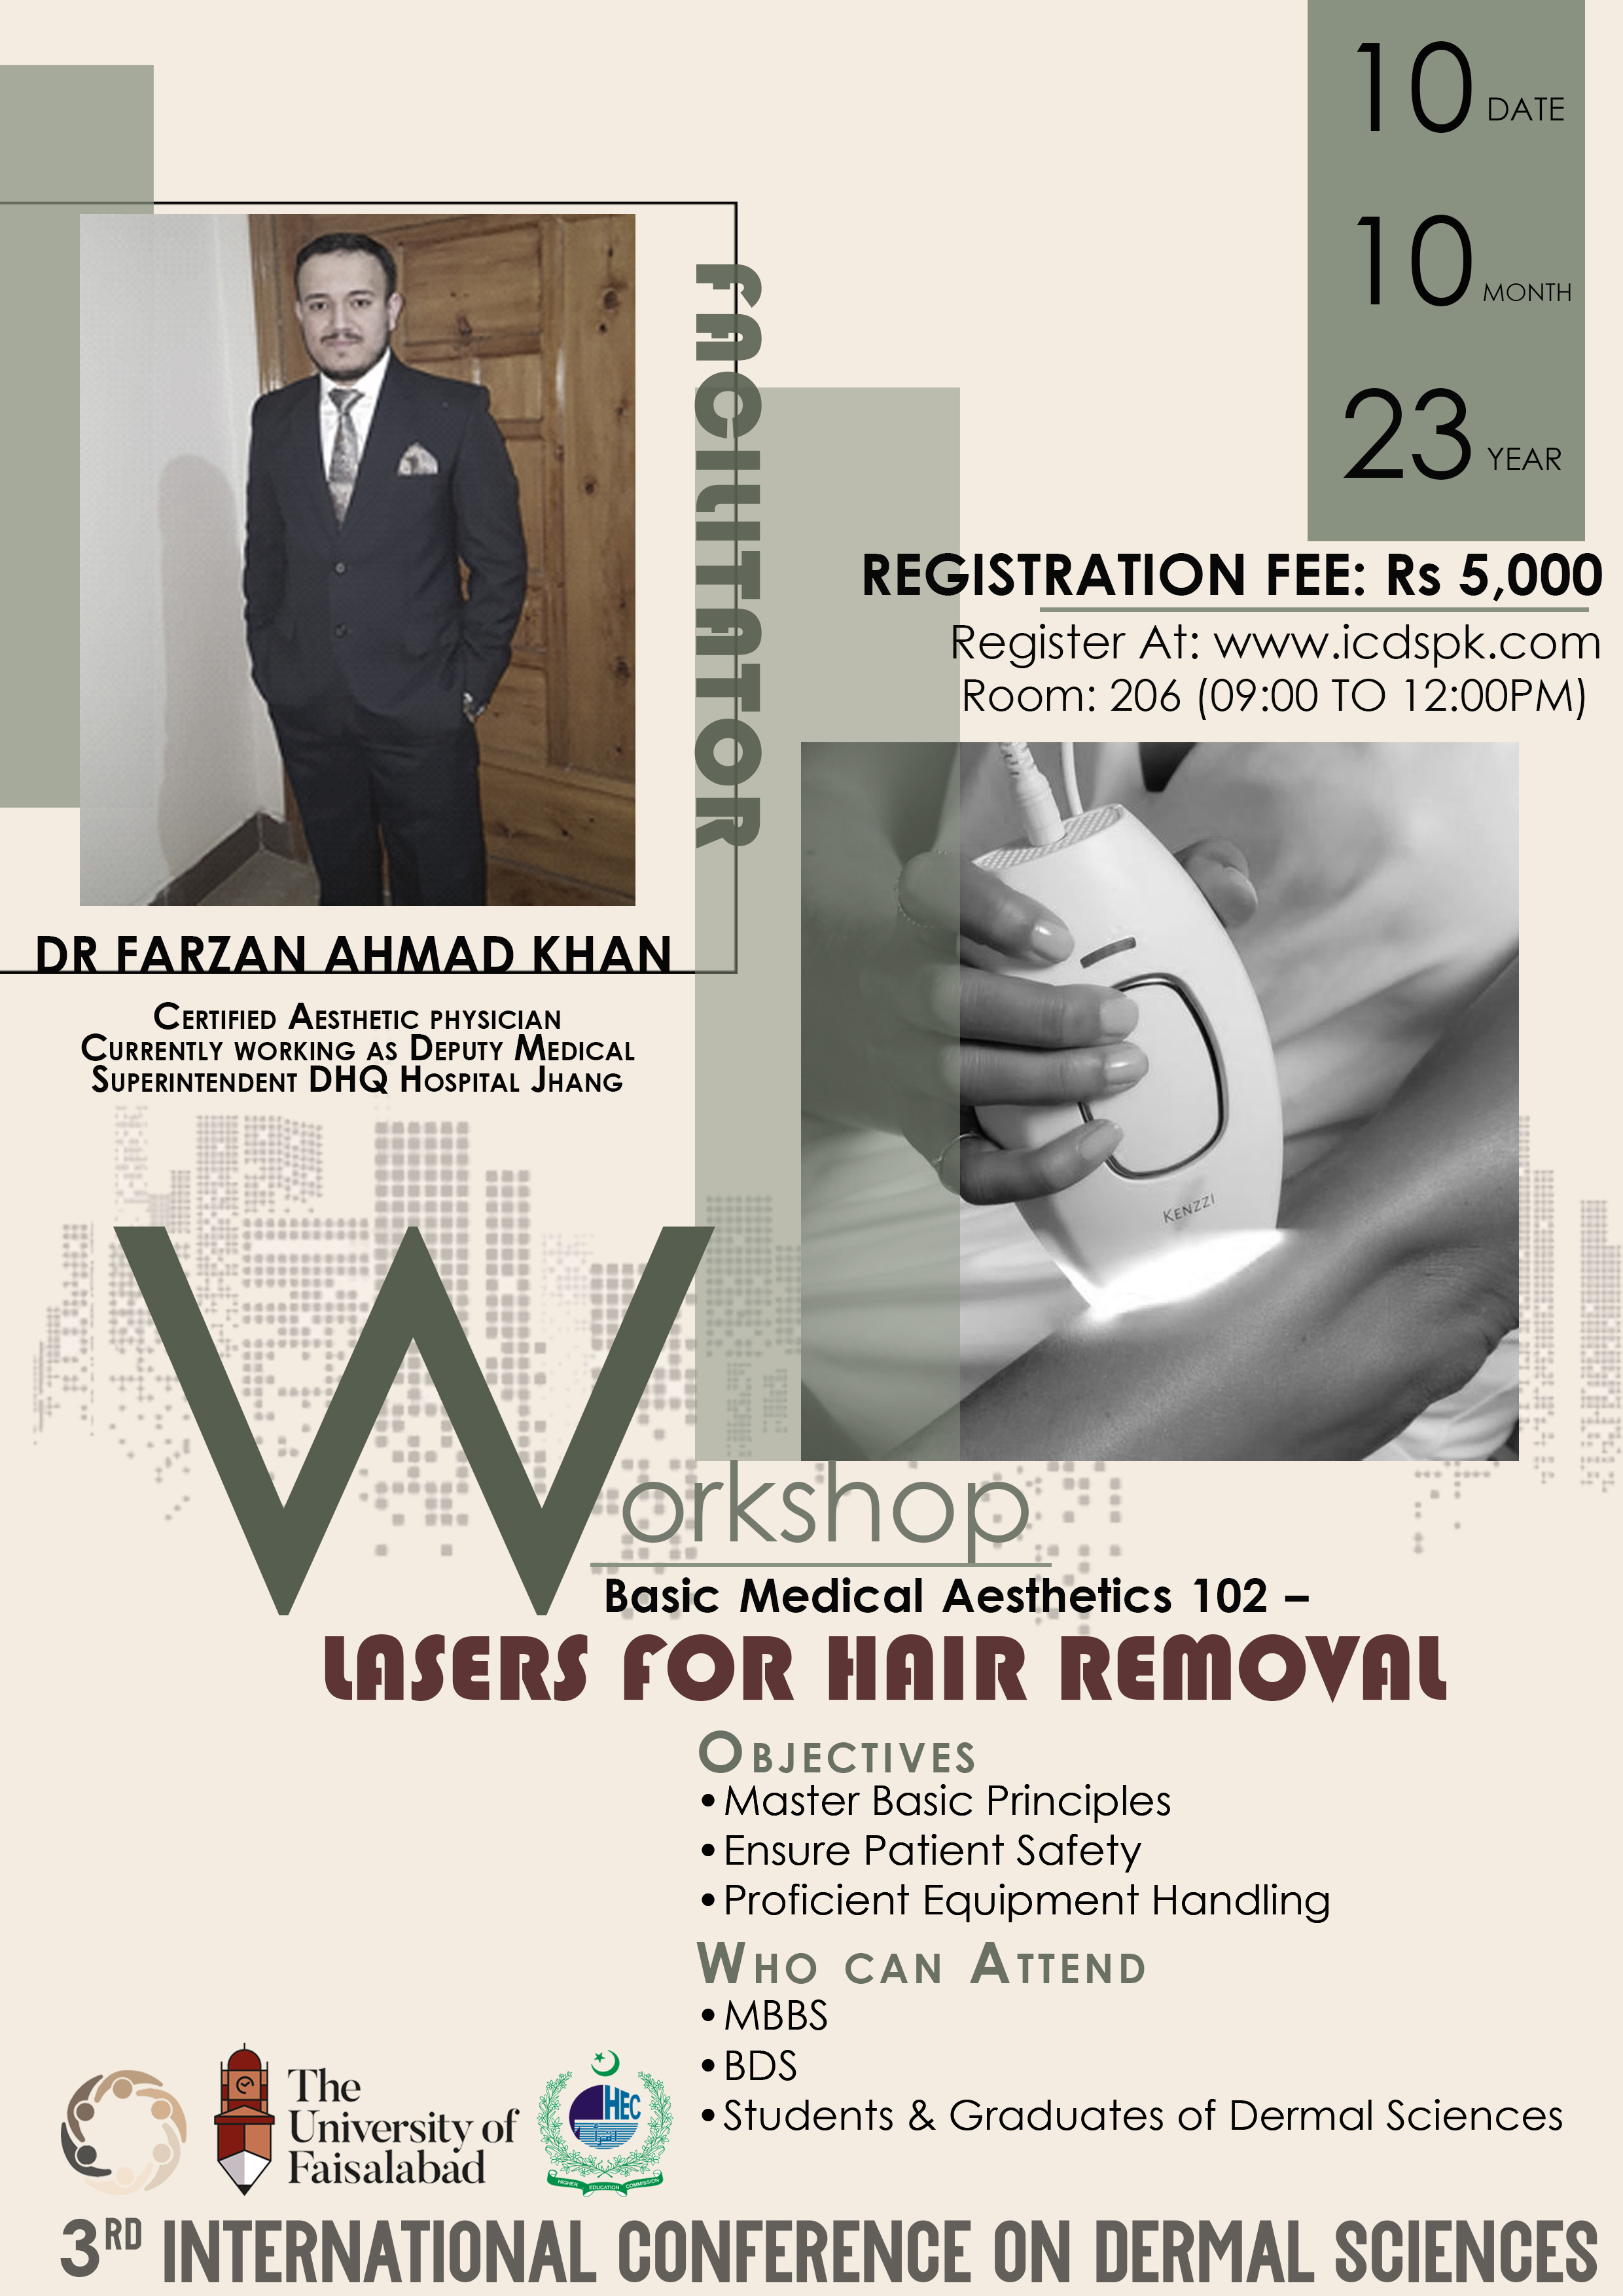 10 DATE
10 MONTH
23 YEAR
FACILITATOR
REGISTRATION FEE: Rs 5,000
Register At: www.icdspk.com
Room: 206 (09:00 TO 12:00PM)
DR FARZAN AHMAD KHAN
CERTIFIED AESTHETIC PHYSICIAN
CURRENTLY WORKING AS DEPUTY MEDICAL
SUPERINTENDENT DHQ HOSPITAL JHANG
KENZZI
Workshop
Basic Medical Aesthetics 102 –
LASERS FOR HAIR REMOVAL
OBJECTIVES
•Master Basic Principles
•Ensure Patient Safety
•Proficient Equipment Handling
WHO CAN ATTEND
•MBBS
•BDS
•Students & Graduates of Dermal Sciences
The
University of
Faisalabad
HEC
اقرأ
HIGHER EDUCATION COMMISSION
3RD INTERNATIONAL CONFERENCE ON DERMAL SCIENCES